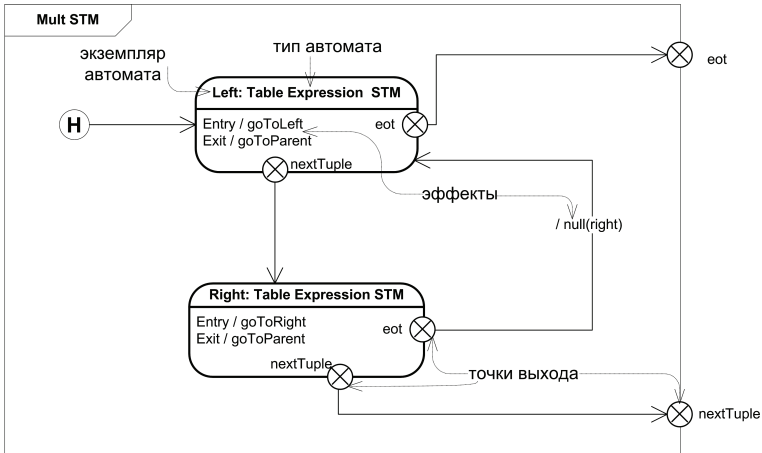 Mult STM
экземпляр
автомата
тип автомата
eot
Left: Table Expression STM
H
Entry / goToLeft
Exit / goToParent
eot
nextTuple
эффекты
/ null(right)
Right: Table Expression STM
Entry / goToRight
Exit / goToParent
eot
nextTuple
точки выхода
nextTuple